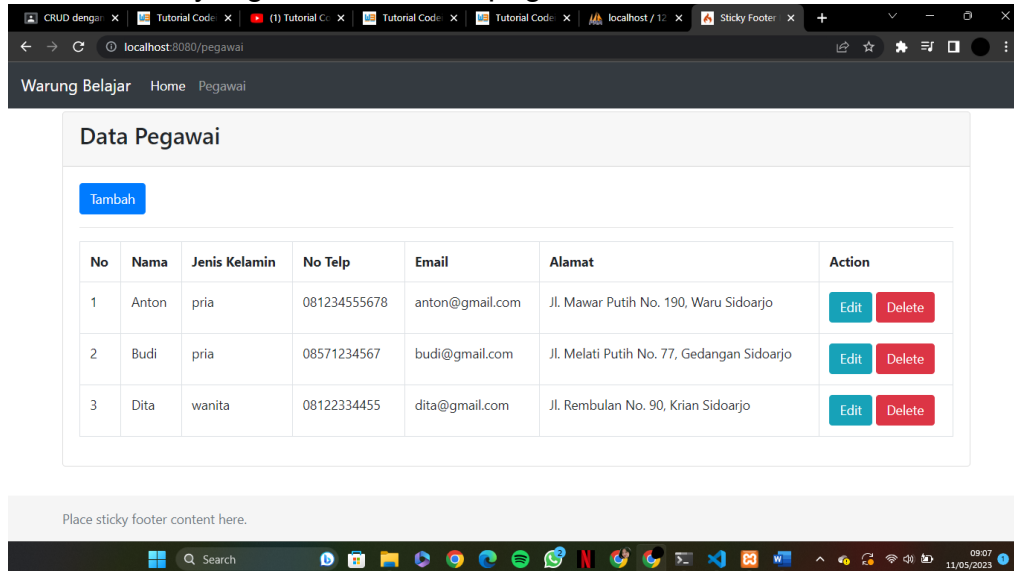 CRUD dengan
Tutorial Code
(1) Tutorial Co
Tutorial Code
Tutorial Code
localhost / 12
Sticky Footer
localhost:8080/pegawai
Warung Belajar Home Pegawai
Data Pegawai
Tambah
No Nama Jenis Kelamin No Telp Email Alamat Action
1 Anton pria 081234555678 anton@gmail.com Jl. Mawar Putih No. 190, Waru Sidoarjo Edit Delete
2 Budi pria 08571234567 budi@gmail.com Jl. Melati Putih No. 77, Gedangan Sidoarjo Edit Delete
3 Dita wanita 08122334455 dita@gmail.com Jl. Rembulan No. 90, Krian Sidoarjo Edit Delete
Place sticky footer content here.
Search
09:07
11/05/2023
1